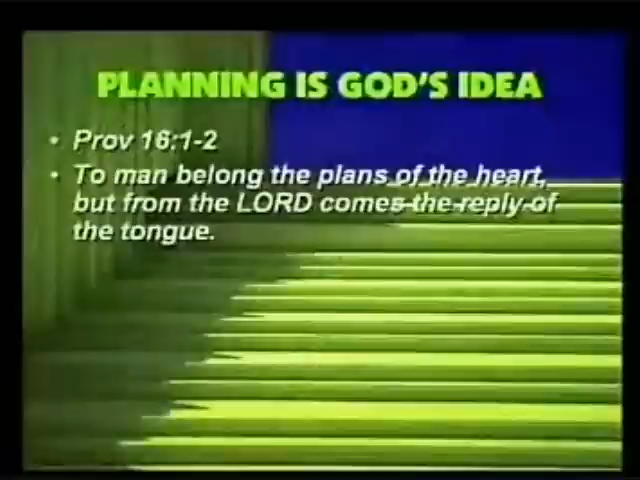 PLANNING IS GOD'S IDEA
• Prov 16:1-2
• To man belong the plans of the heart,
but from the LORD comes the reply of
the tongue.